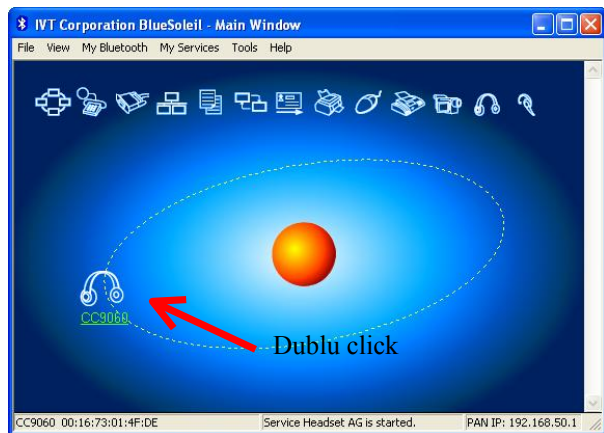 IVT Corporation BlueSoleil - Main Window
File View My Bluetooth My Services Tools Help
CC9060
Dublu click
CC9060 00:16:73:01:4F:DE Service Headset AG is started. PAN IP: 192.168.50.1